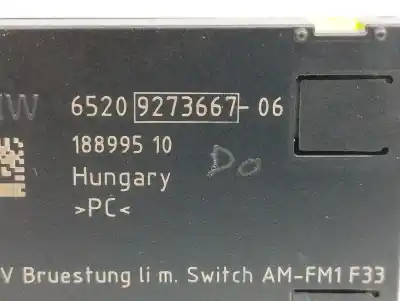 6520 9273667-06
188995 10
Do
Hungary
>PC<
V Bruestung li m. Switch AM-FM1 F33